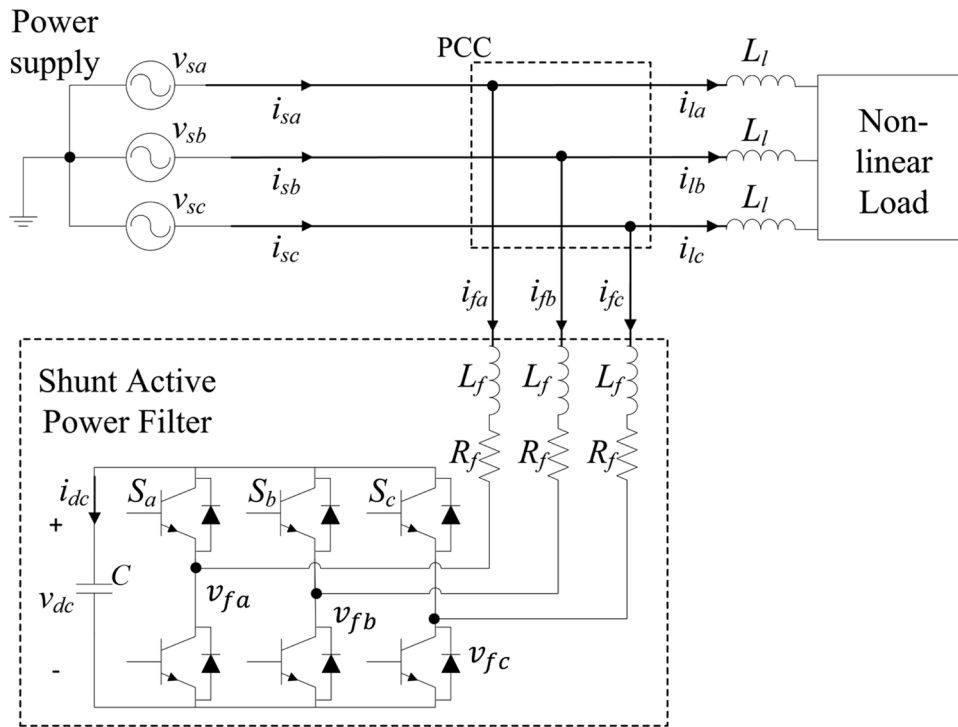 Power
supply
v_sa
v_sb
v_sc
i_sa
i_sb
i_sc
PCC
i_la
i_lb
i_lc
L_l
L_l
L_l
Non-
linear
Load
i_fa
i_fb
i_fc
Shunt Active
Power Filter
L_f
L_f
L_f
R_f
R_f
R_f
i_dc
+
S_a
S_b
S_c
C
v_dc
v_fa
v_fb
v_fc
-